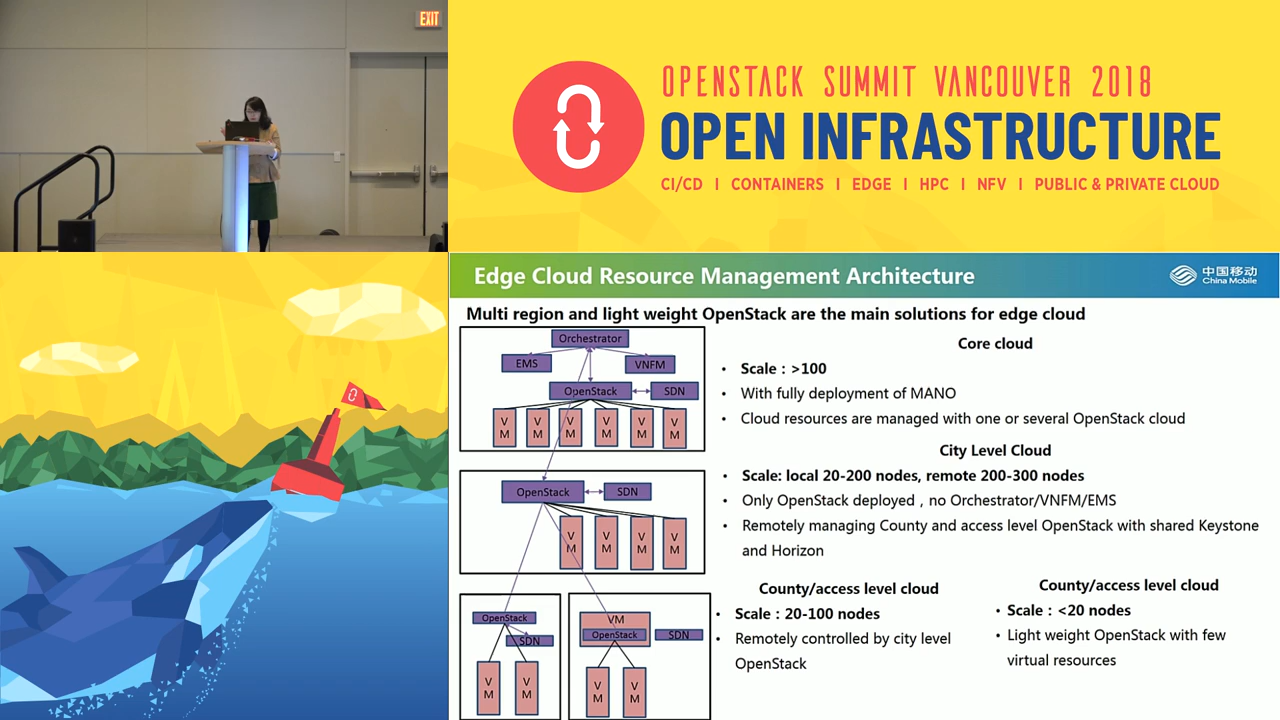 EXIT
OPENSTACK SUMMIT VANCOUVER 2018
OPEN INFRASTRUCTURE
CI/CD | CONTAINERS | EDGE | HPC | NFV | PUBLIC & PRIVATE CLOUD
Edge Cloud Resource Management Architecture
中国移动
China Mobile
Multi region and light weight OpenStack are the main solutions for edge cloud
Orchestrator
EMS
VNFM
OpenStack
SDN
VM
VM
VM
VM
VM
VM
Core cloud
• Scale：>100
• With fully deployment of MANO
• Cloud resources are managed with one or several OpenStack cloud
OpenStack
SDN
VM
VM
VM
VM
City Level Cloud
• Scale: local 20-200 nodes, remote 200-300 nodes
• Only OpenStack deployed，no Orchestrator/VNFM/EMS
• Remotely managing County and access level OpenStack with shared Keystone
and Horizon
OpenStack
SDN
VM
VM
VM
OpenStack
SDN
VM
VM
County/access level cloud
• Scale：20-100 nodes
• Remotely controlled by city level
OpenStack
County/access level cloud
• Scale：<20 nodes
• Light weight OpenStack with few
virtual resources